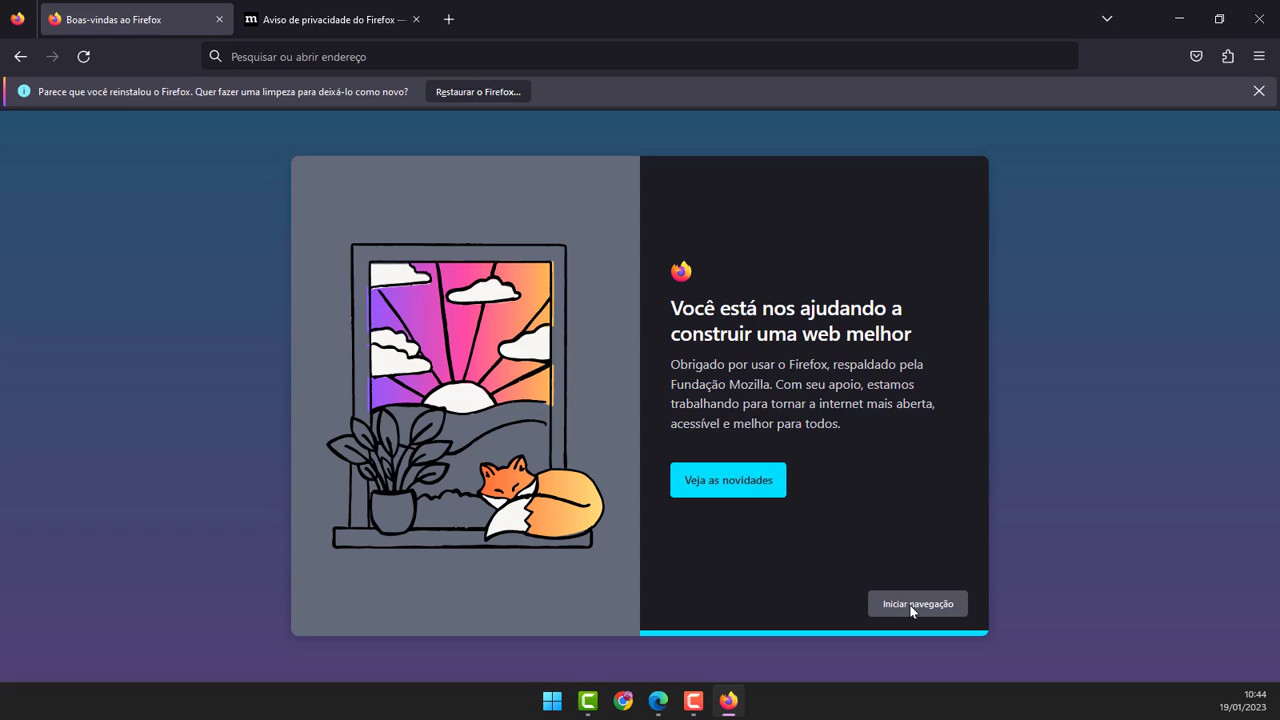 Boas-vindas ao Firefox
m Aviso de privacidade do Firefox —
Pesquisar ou abrir endereço
Parece que você reinstalou o Firefox. Quer fazer uma limpeza para deixá-lo como novo?
Restaurar o Firefox...
Você está nos ajudando a
construir uma web melhor
Obrigado por usar o Firefox, respaldado pela
Fundação Mozilla. Com seu apoio, estamos
trabalhando para tornar a internet mais aberta,
acessível e melhor para todos.
Veja as novidades
Iniciar navegação
10:44
19/01/2023